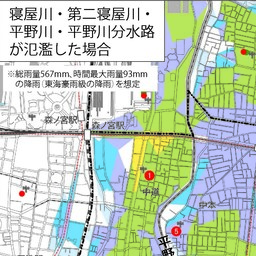 寝屋川・第二寝屋川・
平野川・平野川分水路
が氾濫した場合
※総雨量567mm、時間最大雨量93mm
の降雨（東海豪雨級の降雨）を想定
森ノ宮駅
森ノ宮駅
1
中道
中本
5
平野